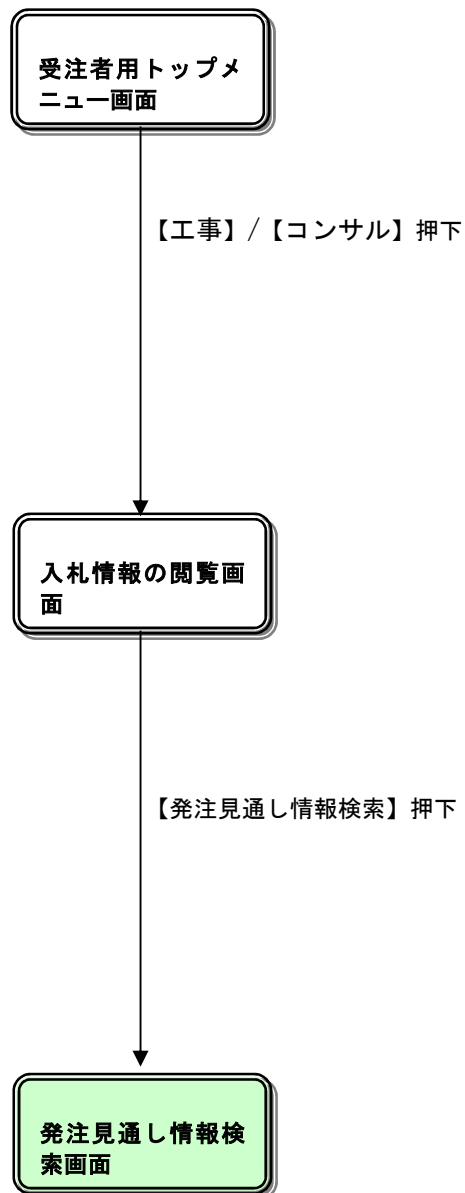 受注者用トップメ
ニュー画面
【工事】/【コンサル】押下
入札情報の閲覧画
面
【発注見通し情報検索】押下
発注見通し情報検
索画面